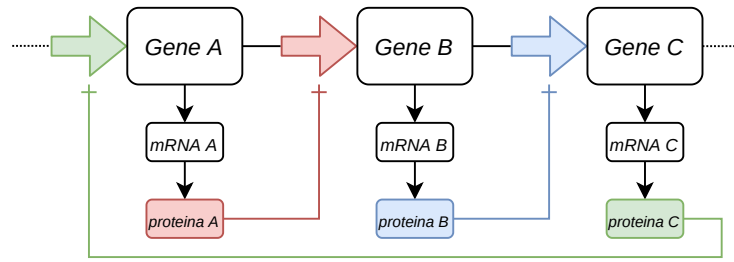 Gene A
Gene B
Gene C
mRNA A
mRNA B
mRNA C
proteina A
proteina B
proteina C